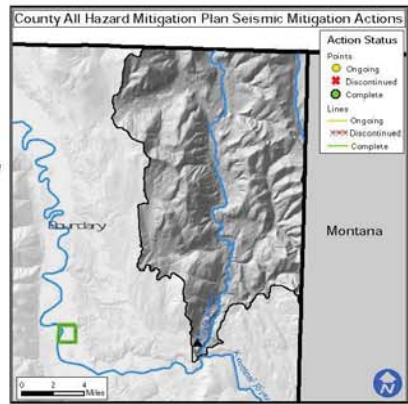 County All Hazard Mitigation Plan Seismic Mitigation Actions
Action Status
Points
Ongoing
Discontinued
Complete
Lines
Ongoing
Discontinued
Complete
Boundary
Montana
0 2 4
Miles
N